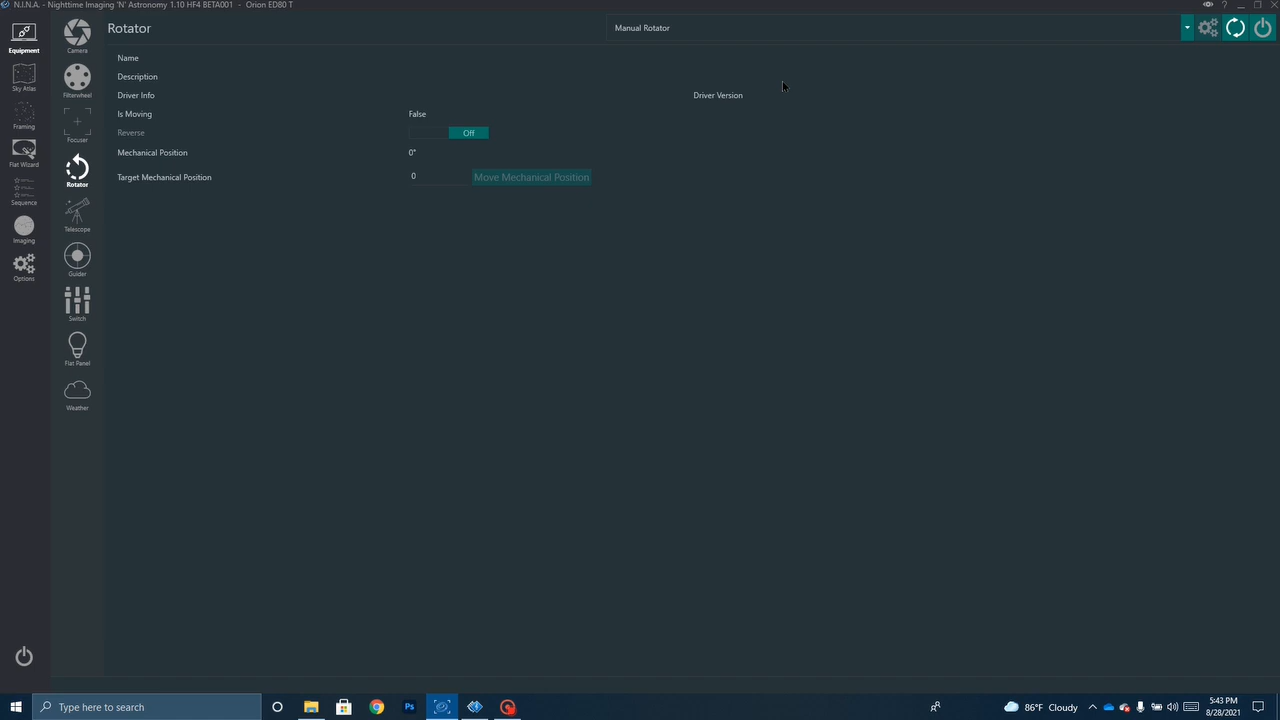 N.I.N.A. - Nighttime Imaging 'N' Astronomy 1.10 HF4 BETA001 - Orion ED80 T
Equipment
Sky Atlas
Framing
Flat Wizard
Sequence
Imaging
Options
Camera
Filterwheel
Focuser
Rotator
Telescope
Guider
Switch
Flat Panel
Weather
Rotator
Manual Rotator
Name
Description
Driver Info
Driver Version
Is Moving
False
Reverse
Off
Mechanical Position
0°
Target Mechanical Position
0
Move Mechanical Position
Type here to search
Ps
86°F Cloudy
5:43 PM
8/28/2021